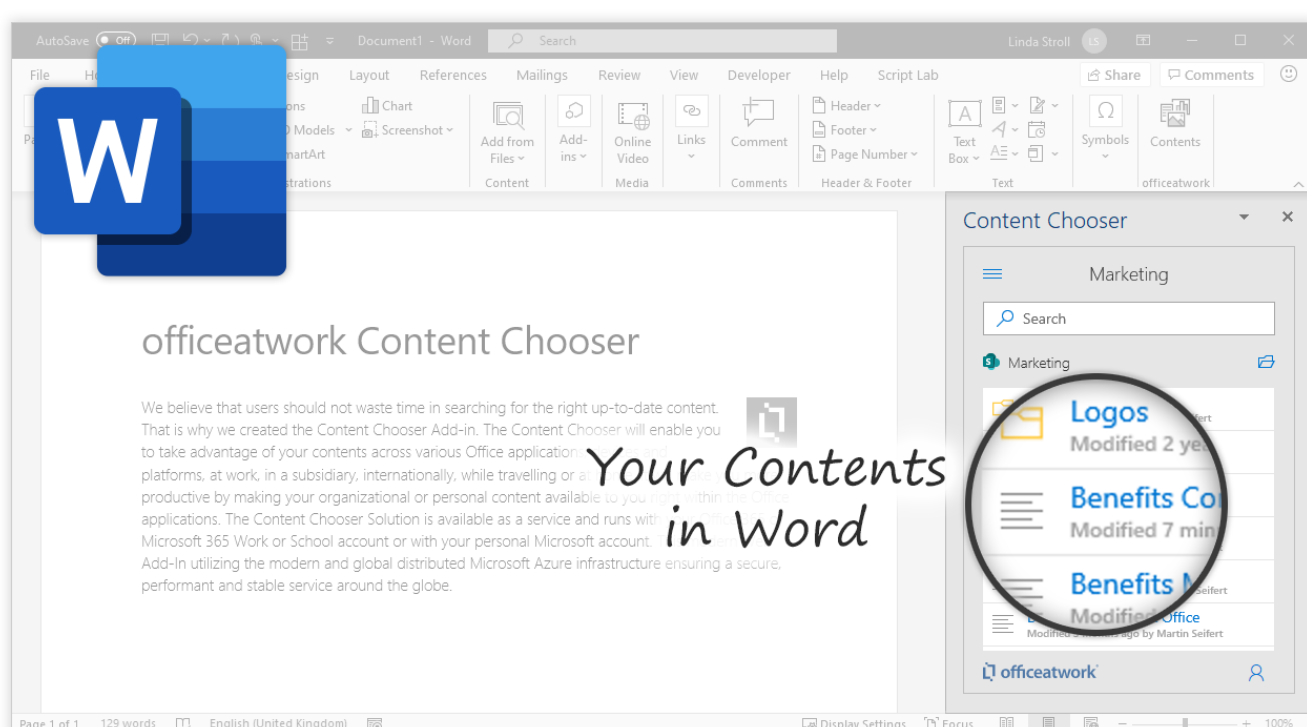 AutoSave Off Document1 - Word Search Linda Stroll LS
File Design Layout References Mailings Review View Developer Help Script Lab Share Comments
Chart
Models Screenshot
SmartArt
Add from Files
Add-ins
Online Video
Links
Comment
Header
Footer
Page Number
Text Box
Symbols
Contents
Content Media Comments Header & Footer Text officeatwork
W
Content Chooser
Marketing
Search
Marketing
Logos
Modified 2
Benefits
Modified 7
Benefits
Modified
Seifert
Office
ago by Martin Seifert
officeatwork
officeatwork Content Chooser
We believe that users should not waste time in searching for the right up-to-date content.
That is why we created the Content Chooser Add-in. The Content Chooser will enable you
to take advantage of your contents across various Office
platforms, at work, in a subsidiary, internationally, while travelling or
productive by making your organizational or personal content available to you right within the Office
applications. The Content Chooser Solution is available as a service and runs with
Microsoft 365 Work or School account or with your personal Microsoft account.
Add-In utilizing the modern and global distributed Microsoft Azure infrastructure ensuring a secure,
performant and stable service around the globe.
Your Contents
in Word
Page 1 of 1 129 words English (United Kingdom) Display Settings Focus 100%